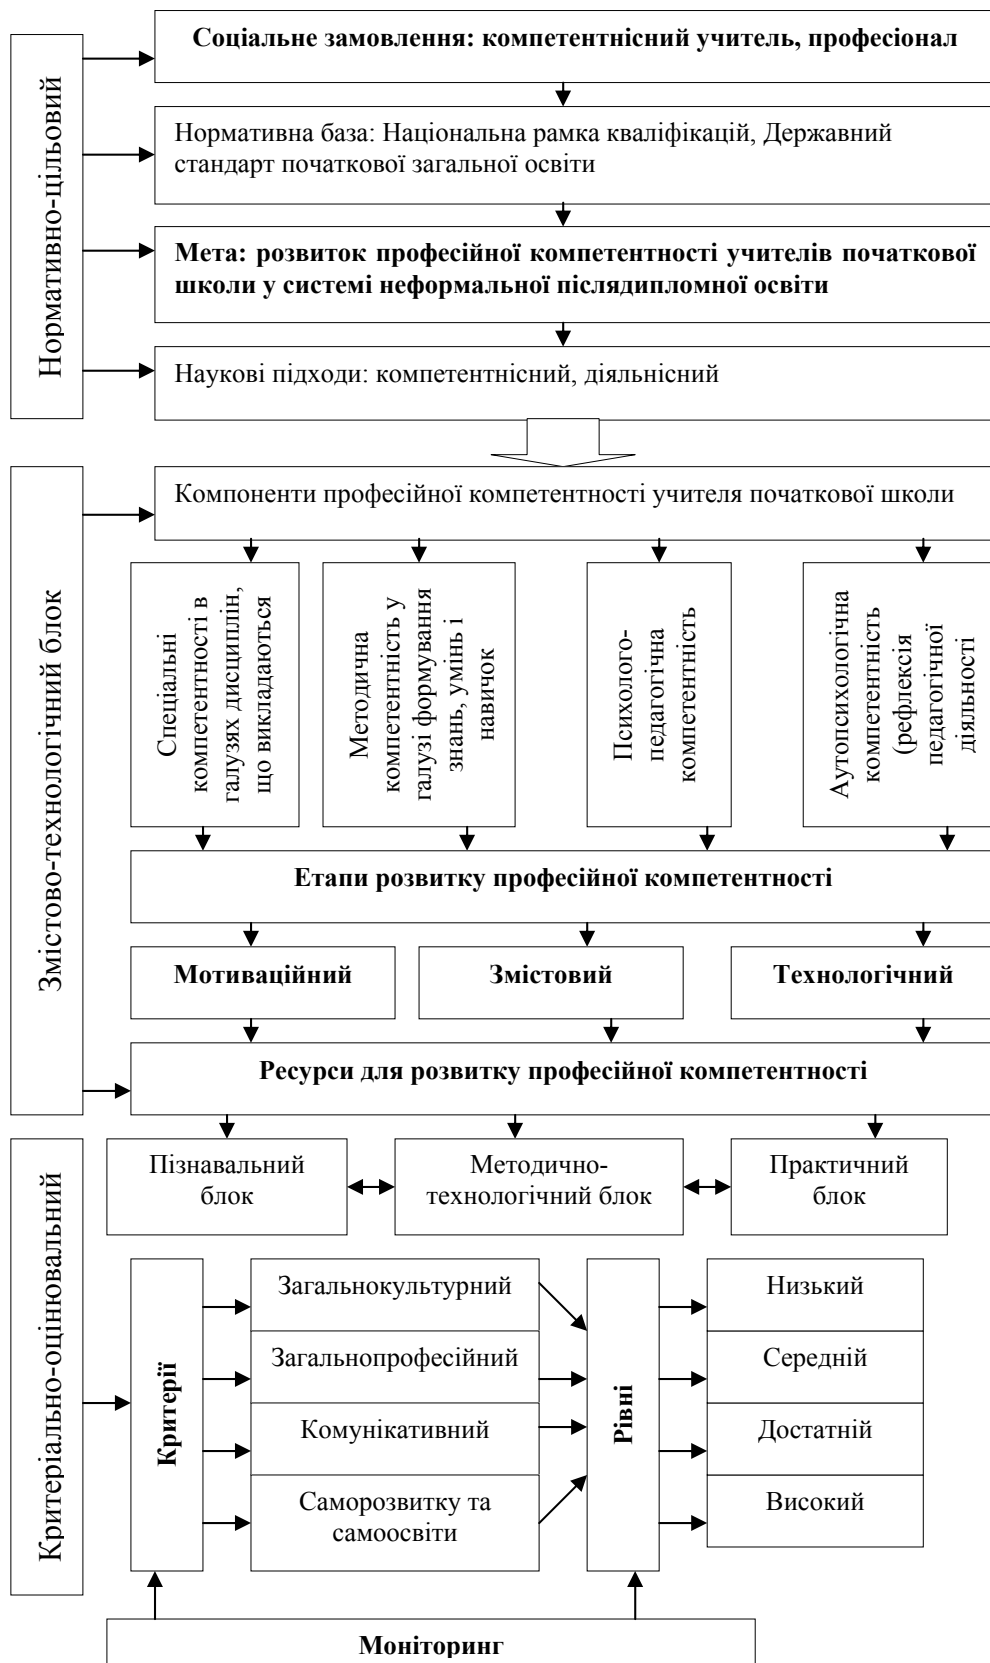 Нормативно-цільовий
Соціальне замовлення: компетентнісний учитель, професіонал
Нормативна база: Національна рамка кваліфікацій, Державний
стандарт початкової загальної освіти
Мета: розвиток професійної компетентності учителів початкової
школи у системі неформальної післядипломної освіти
Наукові підходи: компетентнісний, діяльнісний
Змістово-технологічний блок
Компоненти професійної компетентності учителя початкової школи
Спеціальні
компетентності в
галузях дисциплін,
що викладаються
Методична
компетентність у
галузі формування
знань, умінь і
навичок
Психолого-
педагогічна
компетентність
Аутопсихологічна
компетентність
(рефлексія
педагогічної
діяльності
Етапи розвитку професійної компетентності
Мотиваційний
Змістовий
Технологічний
Ресурси для розвитку професійної компетентності
Критеріально-оцінювальний
Пізнавальний
блок
Методично-
технологічний блок
Практичний
блок
Критерії
Загальнокультурний
Загальнопрофесійний
Комунікативний
Саморозвитку та
самоосвіти
Рівні
Низький
Середній
Достатній
Високий
Моніторинг